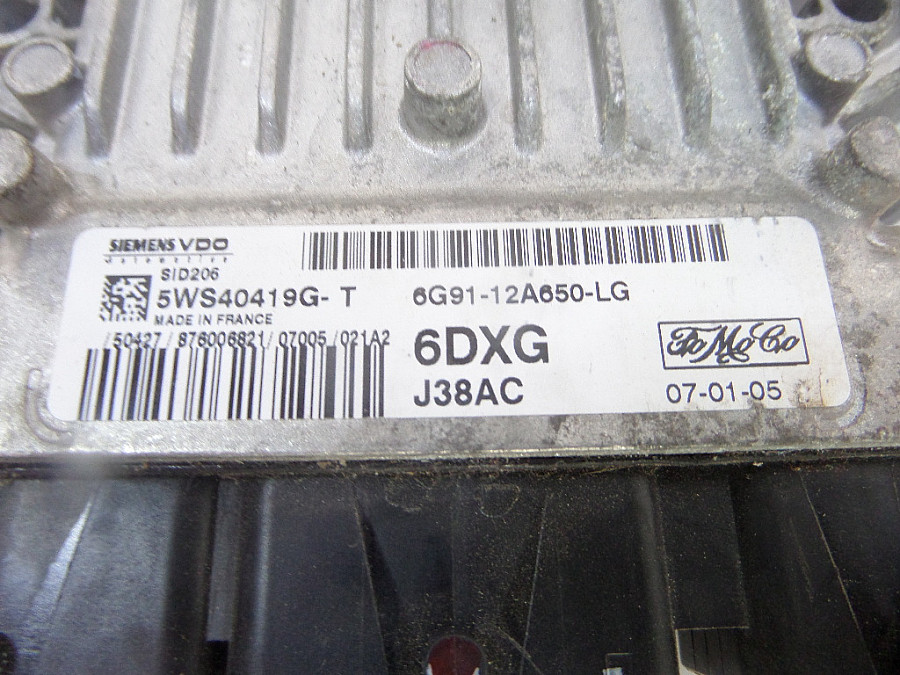 SIEMENS VDO
Automotive
SID206
5WS40419G- T
MADE IN FRANCE
/50427/876006821/07005/021A2
6G91-12A650-LG
6DXG
J38AC
FoMoCo
07-01-05